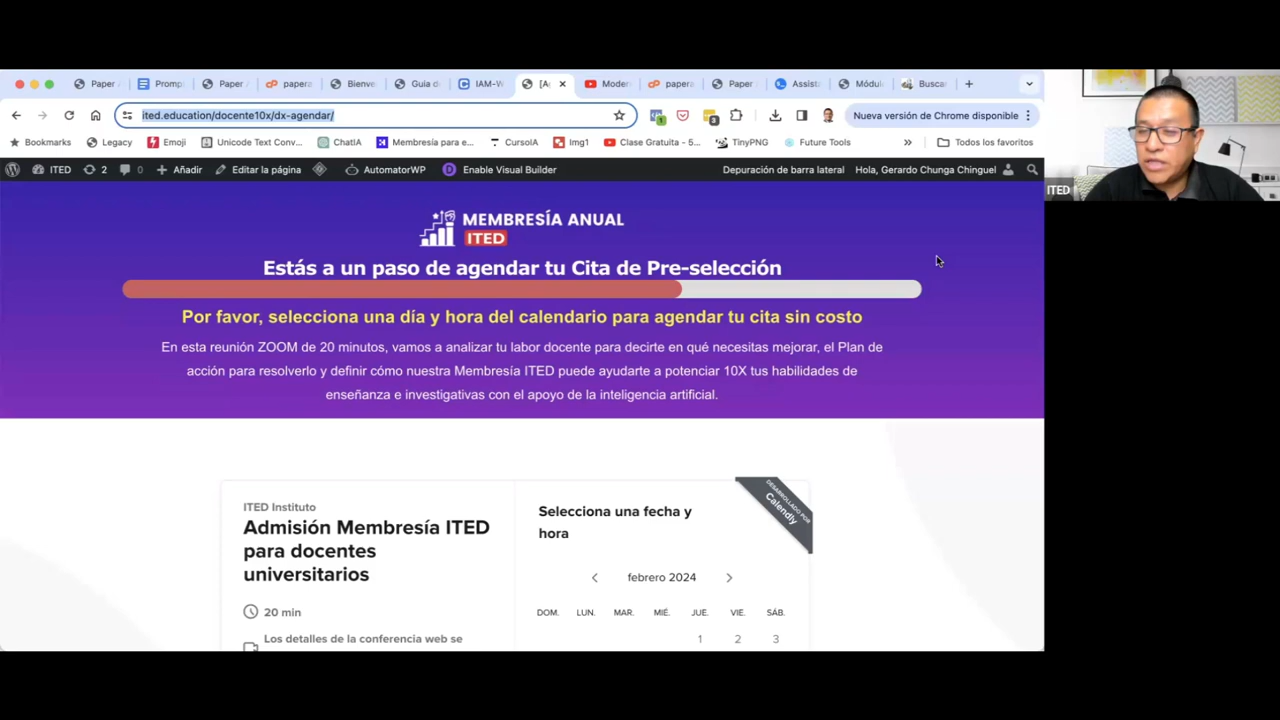 Paper
Prompt
Paper
papera
Bienve
Guia de
IAM-W
[A
Moder
papera
Paper
Assist
Módul
Buscar
ited.education/docente10x/dx-agendar/
Nueva versión de Chrome disponible
Bookmarks
Legacy
Emoji
Unicode Text Conv...
ChatIA
Membresía para e...
CursoIA
Img1
Clase Gratuita - 5...
TinyPNG
Future Tools
»
Todos los favoritos
ITED
2
0
Añadir
Editar la página
AutomatorWP
Enable Visual Builder
Depuración de barra lateral
Hola, Gerardo Chunga Chinguel
ITED
MEMBRESÍA ANUAL
ITED
Estás a un paso de agendar tu Cita de Pre-selección
Por favor, selecciona una día y hora del calendario para agendar tu cita sin costo
En esta reunión ZOOM de 20 minutos, vamos a analizar tu labor docente para decirte en qué necesitas mejorar, el Plan de
acción para resolverlo y definir cómo nuestra Membresía ITED puede ayudarte a potenciar 10X tus habilidades de
enseñanza e investigativas con el apoyo de la inteligencia artificial.
ITED Instituto
Admisión Membresía ITED
para docentes
universitarios
20 min
Los detalles de la conferencia web se
Selecciona una fecha y
hora
DESARROLLADO POR
Calendly
febrero 2024
DOM. LUN. MAR. MIÉ. JUE. VIE. SÁB.
1 2 3